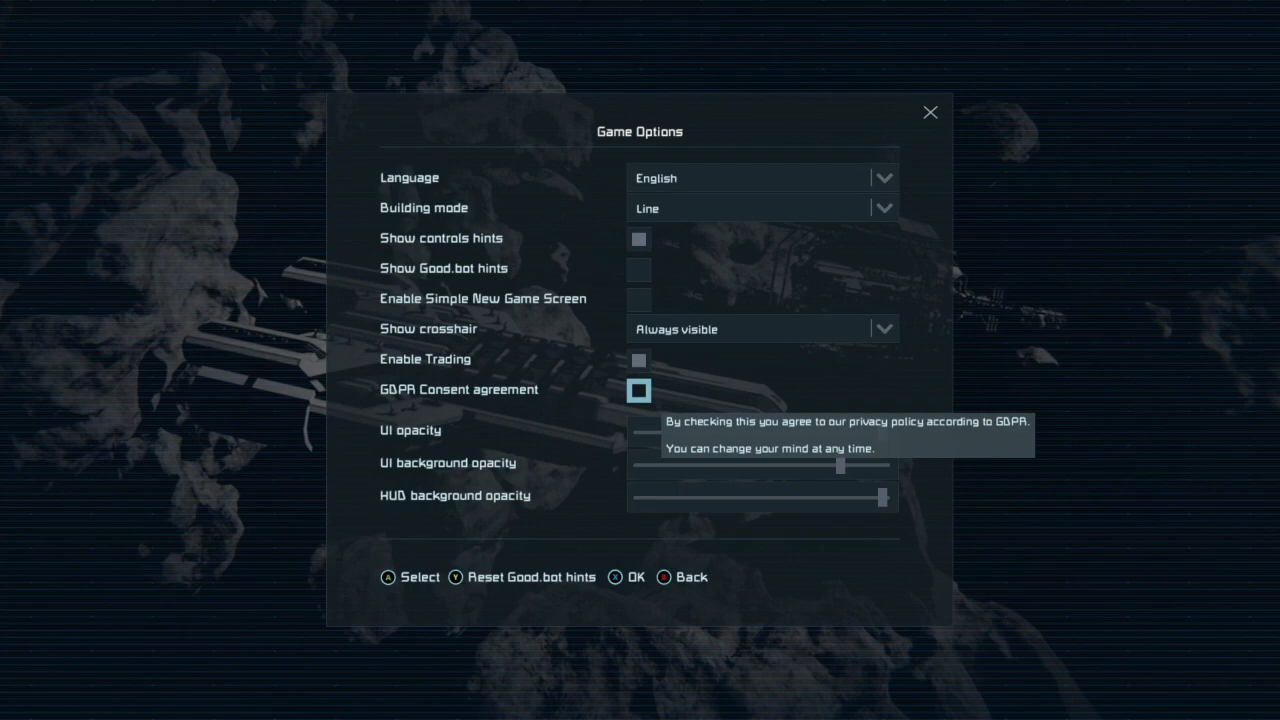 Game Options
Language English
Building mode Line
Show controls hints
Show Good.bot hints
Enable Simple New Game Screen
Show crosshair Always visible
Enable Trading
GDPR Consent agreement
By checking this you agree to our privacy policy according to GDPR.
UI opacity
You can change your mind at any time.
UI background opacity
HUD background opacity
A Select Y Reset Good.bot hints X OK B Back